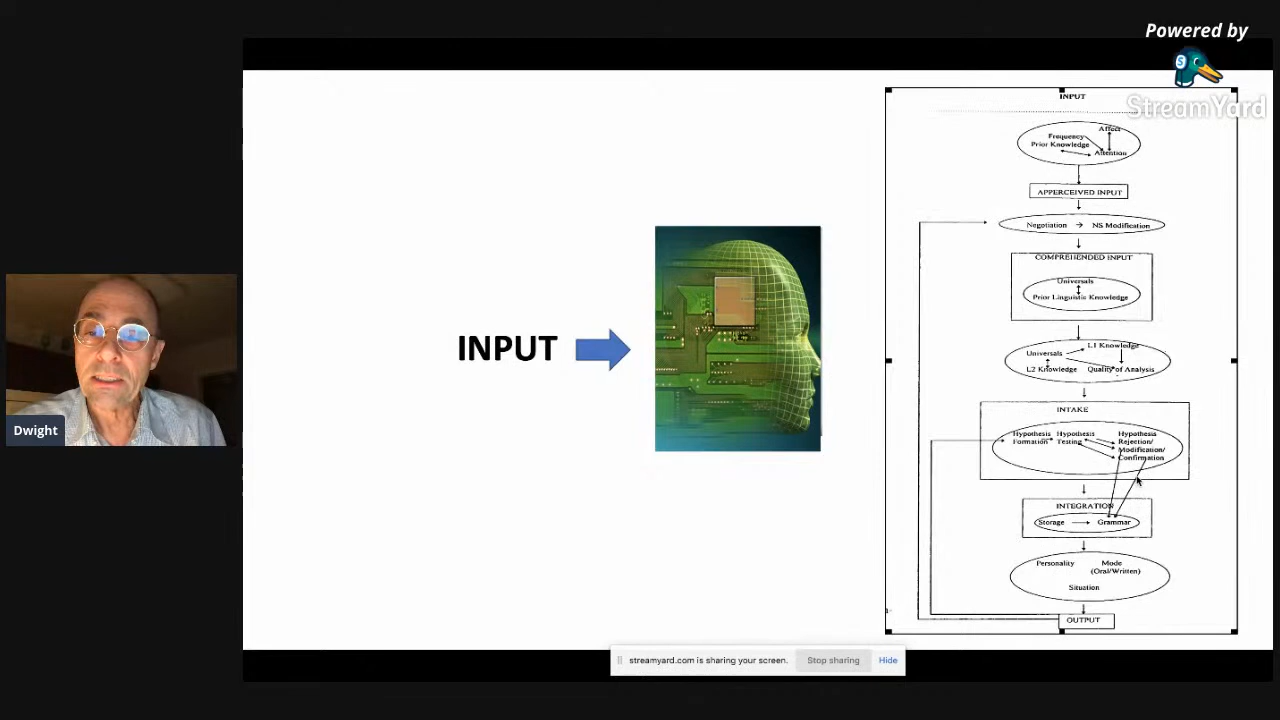 Powered by
StreamYard
Dwight
INPUT
INPUT
Affect
Frequency
Prior Knowledge
Attention
APPERCEIVED INPUT
Negotiation → NS Modification
COMPREHENDED INPUT
Universals
Prior Linguistic Knowledge
L1 Knowledge
Universals
L2 Knowledge Quality of Analysis
INTAKE
Hypothesis Hypothesis Hypothesis
Formation Testing Rejection/
Modification/
Confirmation
INTEGRATION
Storage → Grammar
Personality Mode
(Oral/Written)
Situation
OUTPUT
streamyard.com is sharing your screen. Stop sharing Hide